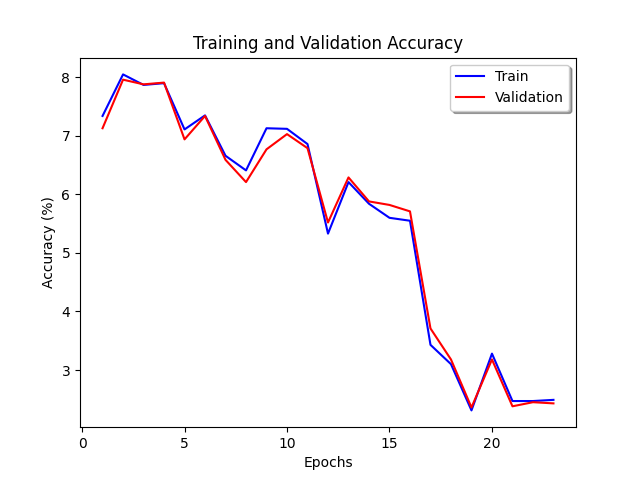 Training and Validation Accuracy
Train
Validation
Accuracy (%)
8
7
6
5
4
3
0
5
10
15
20
Epochs